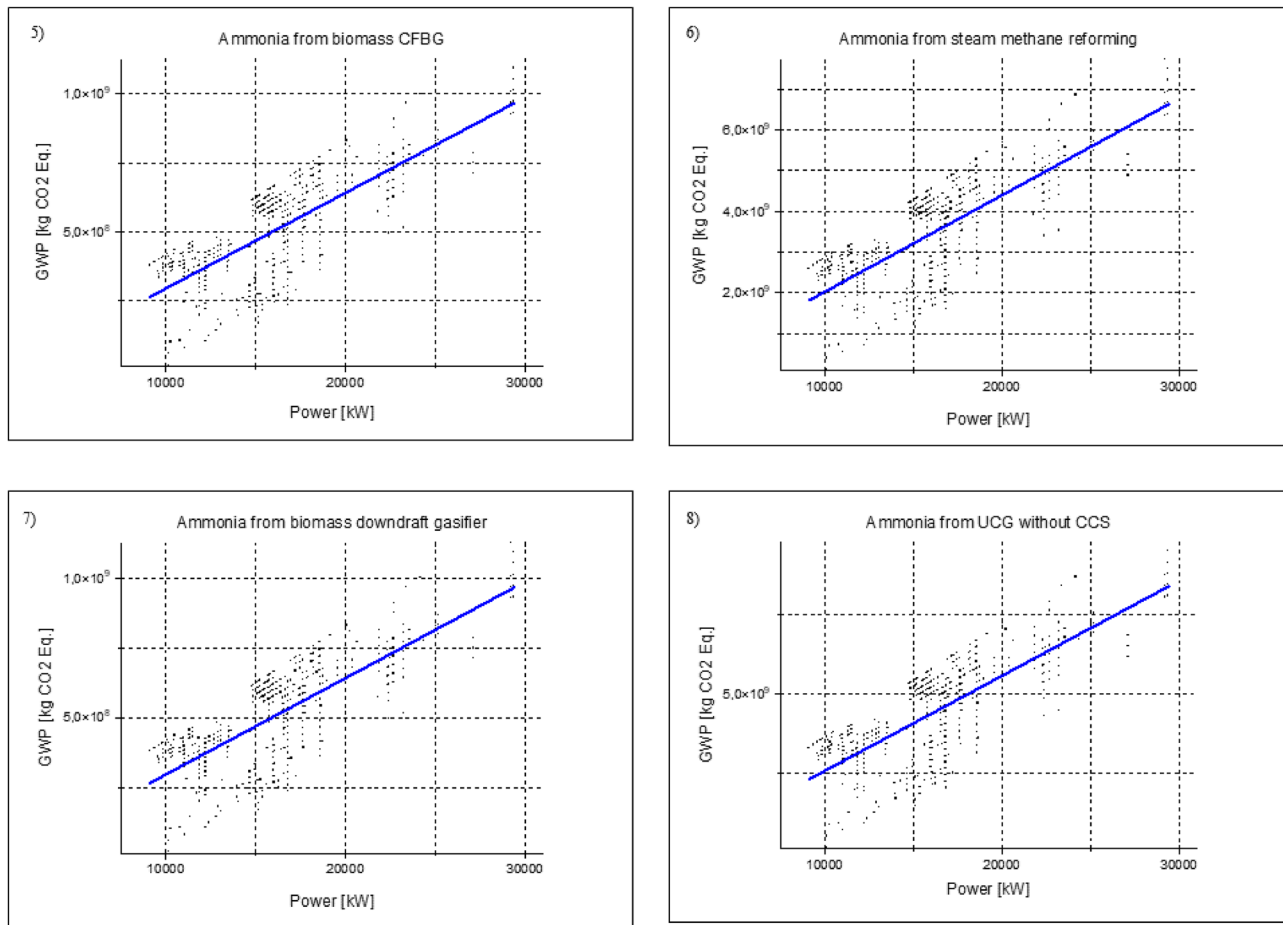 5)
Ammonia from biomass CFBG
1,0×10⁹
5,0×10⁸
GWP [kg CO2 Eq.]
10000
20000
30000
Power [kW]
6)
Ammonia from steam methane reforming
6,0×10⁹
4,0×10⁹
2,0×10⁹
GWP [kg CO2 Eq.]
10000
20000
30000
Power [kW]
7)
Ammonia from biomass downdraft gasifier
1,0×10⁹
5,0×10⁸
GWP [kg CO2 Eq.]
10000
20000
30000
Power [kW]
8)
Ammonia from UCG without CCS
5,0×10⁹
GWP [kg CO2 Eq.]
10000
20000
30000
Power [kW]